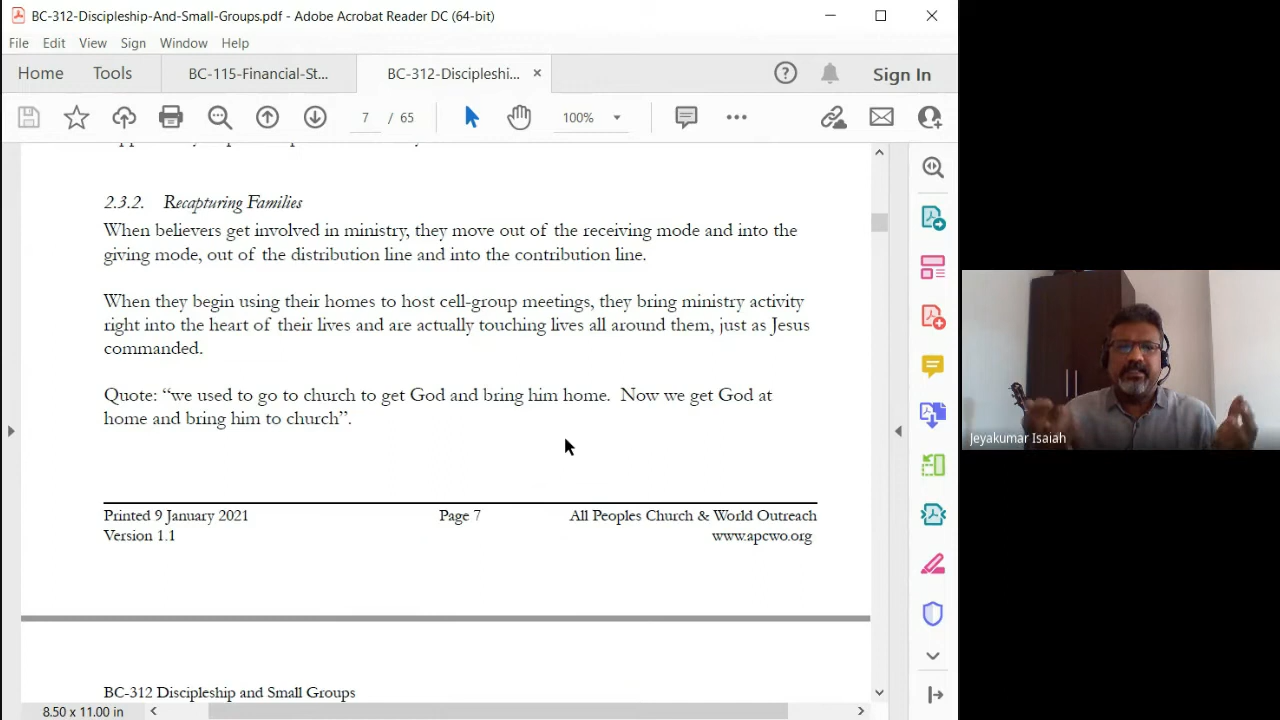 BC-312-Discipleship-And-Small-Groups.pdf - Adobe Acrobat Reader DC (64-bit)
File Edit View Sign Window Help
Home Tools BC-115-Financial-St... BC-312-Discipleshi... Sign In
7 / 65 100%
2.3.2. Recapturing Families
When believers get involved in ministry, they move out of the receiving mode and into the
giving mode, out of the distribution line and into the contribution line.
When they begin using their homes to host cell-group meetings, they bring ministry activity
right into the heart of their lives and are actually touching lives all around them, just as Jesus
commanded.
Quote: “we used to go to church to get God and bring him home. Now we get God at
home and bring him to church”.
Printed 9 January 2021 Page 7 All Peoples Church & World Outreach
Version 1.1 www.apcwo.org
BC-312 Discipleship and Small Groups
8.50 x 11.00 in
Jeyakumar Isaiah